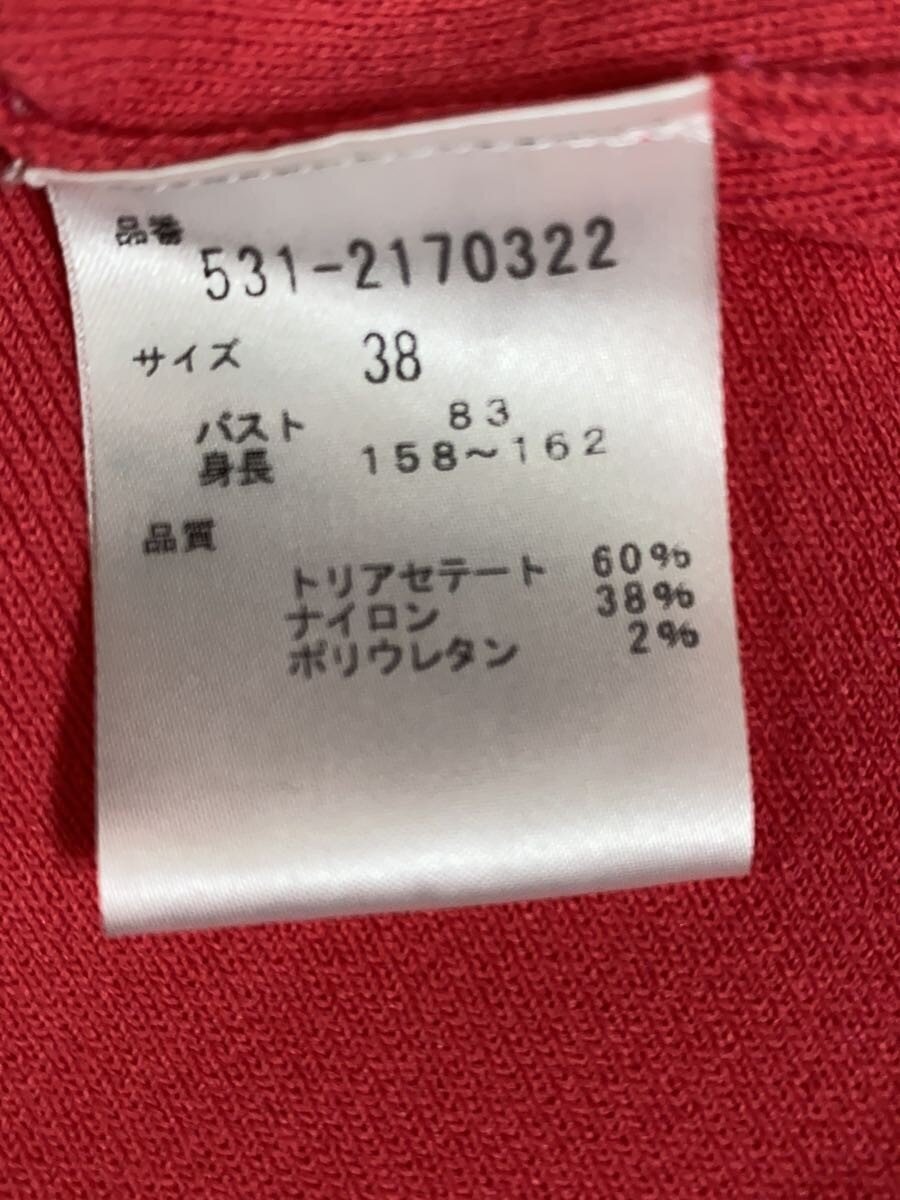 品番
531-2170322
サイズ 38
バスト 83
身長 158～162
品質
トリアセテート 60%
ナイロン 38%
ポリウレタン 2%